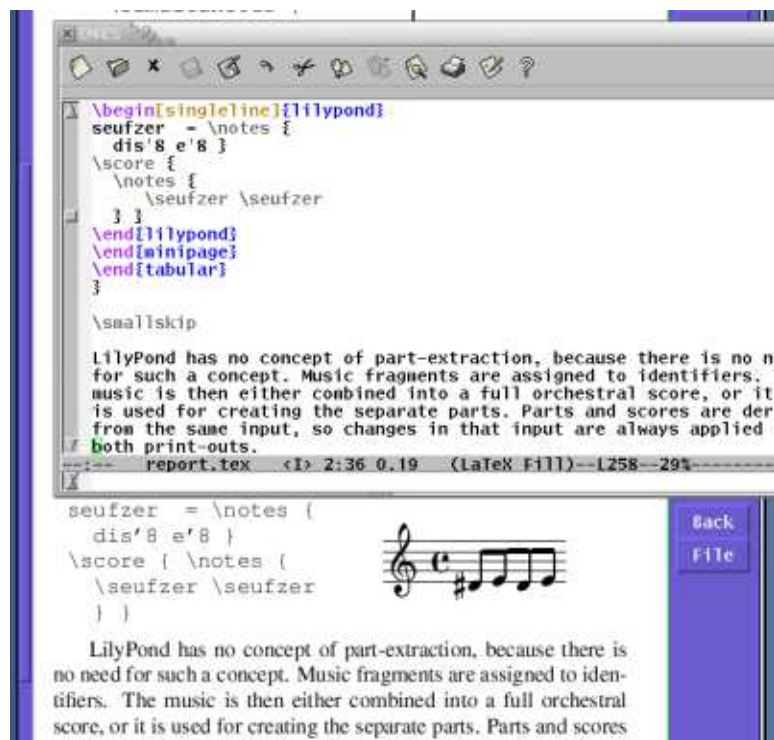 \begin[singleline]{lilypond}
seufzer = \notes {
dis'8 e'8 }
\score {
\notes {
\seufzer \seufzer
} }
\end{lilypond}
\end{minipage}
\end{tabular}
}
\smallskip
LilyPond has no concept of part-extraction, because there is no n
for such a concept. Music fragments are assigned to identifiers.
music is then either combined into a full orchestral score, or it
is used for creating the separate parts. Parts and scores are der
from the same input, so changes in that input are always applied
both print-outs.
--:-- report.tex <I> 2:36 0.19 (LaTeX Fill)--L258--29%--------
seufzer = \notes {
dis'8 e'8 }
\score { \notes {
\seufzer \seufzer
} }
Back
File
LilyPond has no concept of part-extraction, because there is
no need for such a concept. Music fragments are assigned to iden-
tifiers. The music is then either combined into a full orchestral
score, or it is used for creating the separate parts. Parts and scores